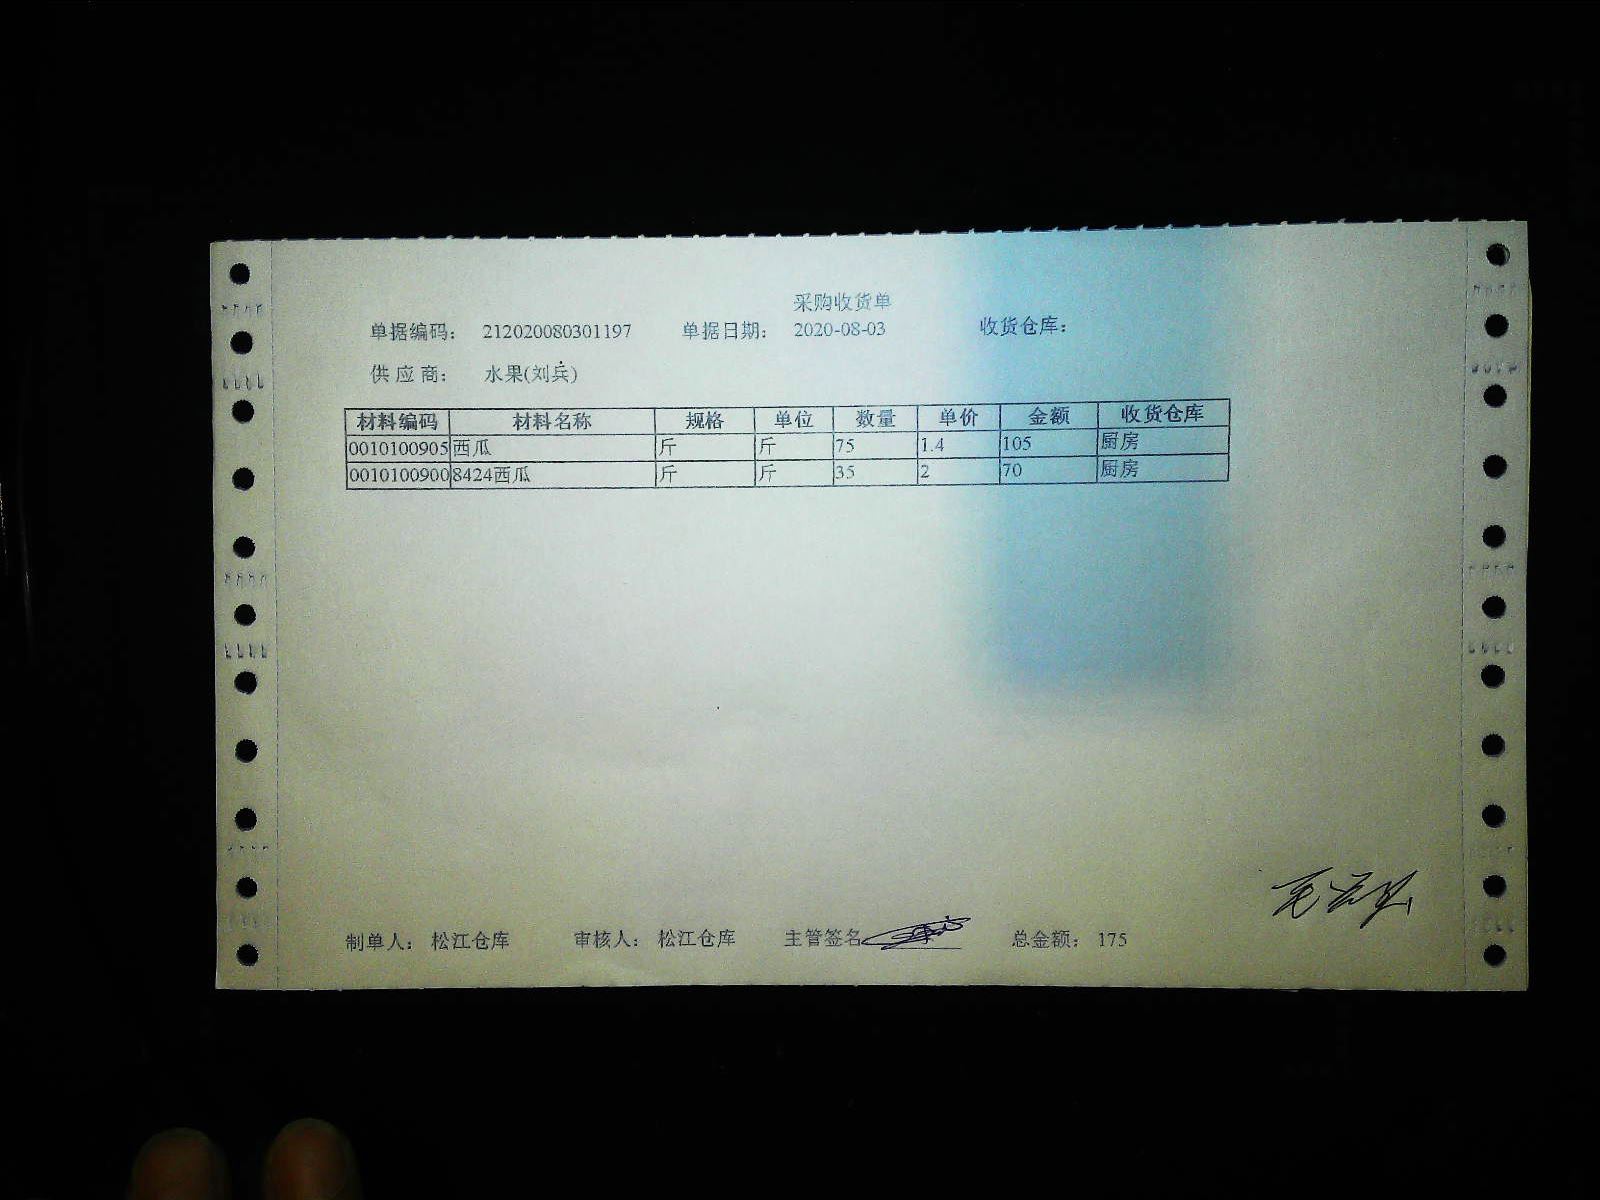 采购收货单
单据编码： 212020080301197 单据日期： 2020-08-03 收货仓库：
供应商： 水果(刘兵)
材料编码 材料名称 规格 单位 数量 单价 金额 收货仓库
0010100905 西瓜 斤 斤 75 1.4 105 厨房
0010100900 8424西瓜 斤 斤 35 2 70 厨房
制单人： 松江仓库 审核人： 松江仓库 主管签名 总金额： 175